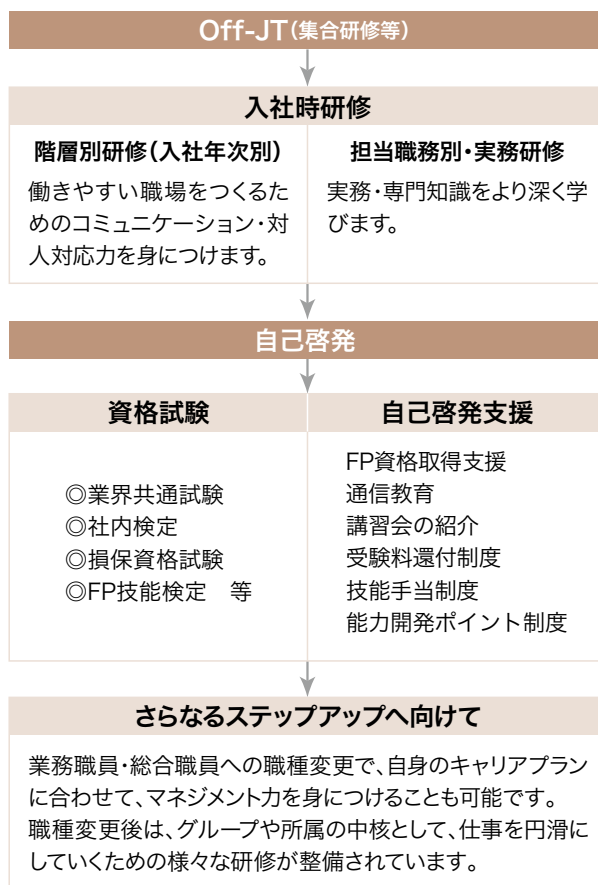 Off-JT(集合研修等)
入社時研修
階層別研修(入社年次別)
働きやすい職場をつくるた
めのコミュニケーション・対
人対応力を身につけます。
担当職務別・実務研修
実務・専門知識をより深く学
びます。
自己啓発
資格試験
◎業界共通試験
◎社内検定
◎損保資格試験
◎FP技能検定　等
自己啓発支援
FP資格取得支援
通信教育
講習会の紹介
受験料還付制度
技能手当制度
能力開発ポイント制度
さらなるステップアップへ向けて
業務職員・総合職員への職種変更で、自身のキャリアプラン
に合わせて、マネジメント力を身につけることも可能です。
職種変更後は、グループや所属の中核として、仕事を円滑に
していくための様々な研修が整備されています。